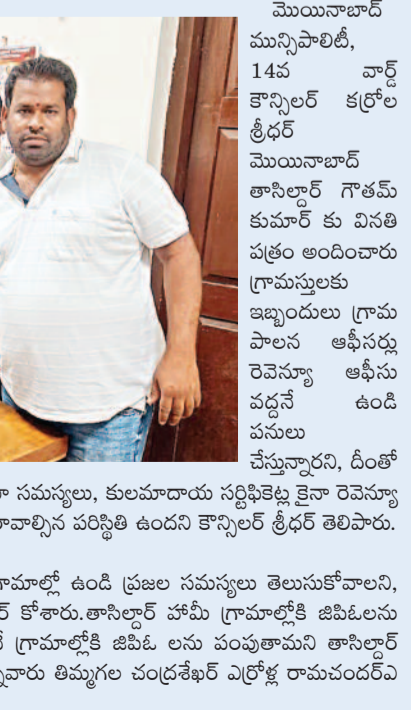 మొయినాబాద్
మున్సిపాలిటీ,
14వ వార్డ్
కౌన్సిలర్ కర్రోల
శ్రీధర్
మొయినాబాద్
తాసిల్దార్ గౌతమ్
కుమార్ కు వినతి
పత్రం అందించారు
గ్రామస్తులకు
ఇబ్బందులు గ్రామ
పాలన ఆఫీసర్లు
రెవెన్యూ ఆఫీసు
వద్దనే ఉండి
పనులు
చేస్తున్నారని, దీంతో
సమస్యలు, కులమాదాయ సర్టిఫికెట్ల కైనా రెవెన్యూ
రావాల్సిన పరిస్థితి ఉందని కౌన్సిలర్ శ్రీధర్ తెలిపారు.
గ్రామాల్లో ఉండి ప్రజల సమస్యలు తెలుసుకోవాలని,
కోశారు.తాసిల్దార్ హామీ గ్రామాల్లోకి జిపిఓలను
గ్రామాల్లోకి జిపిఓ లను పంపుతామని తాసిల్దార్
తిమ్మగల చంద్రశేఖర్ ఎర్రోళ్ల రామచందర్ఎ